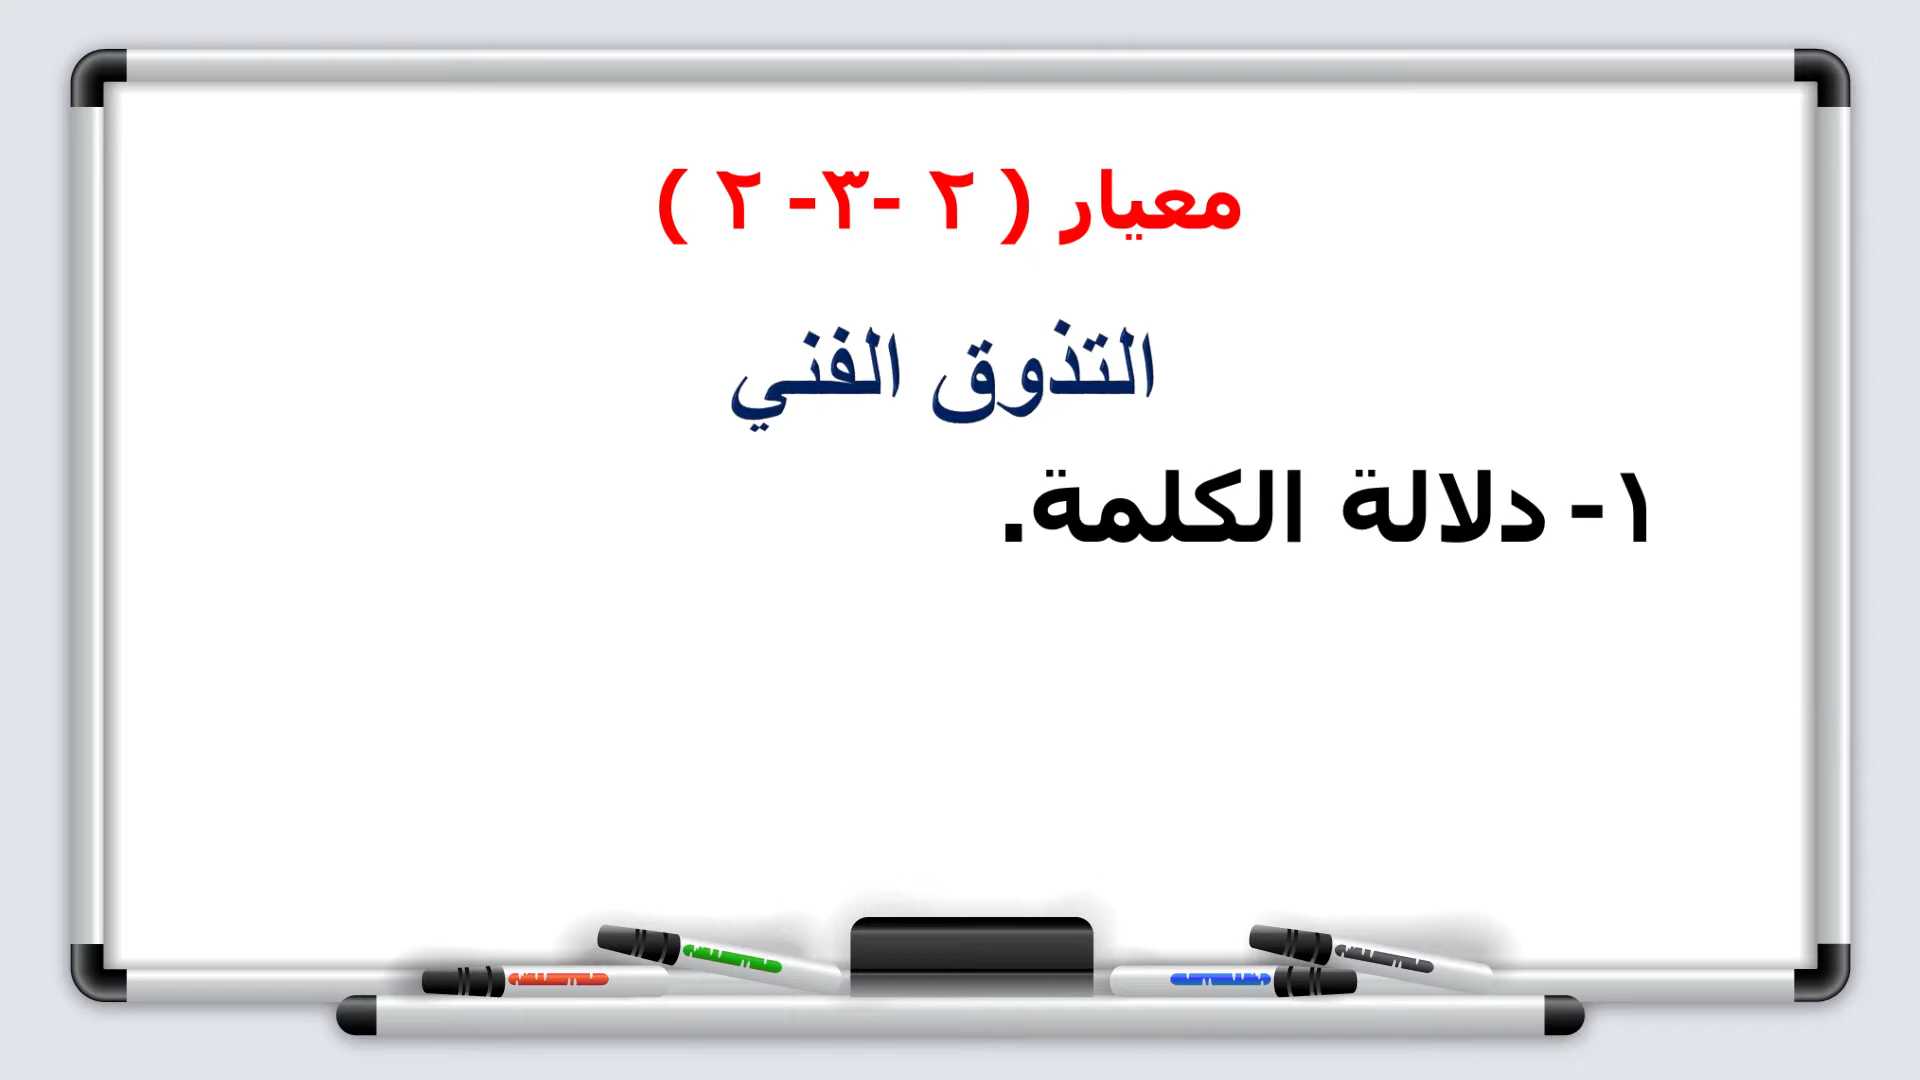 معيار ( ٢ -٣- ٢ )
التذوق الفني
١- دلالة الكلمة.